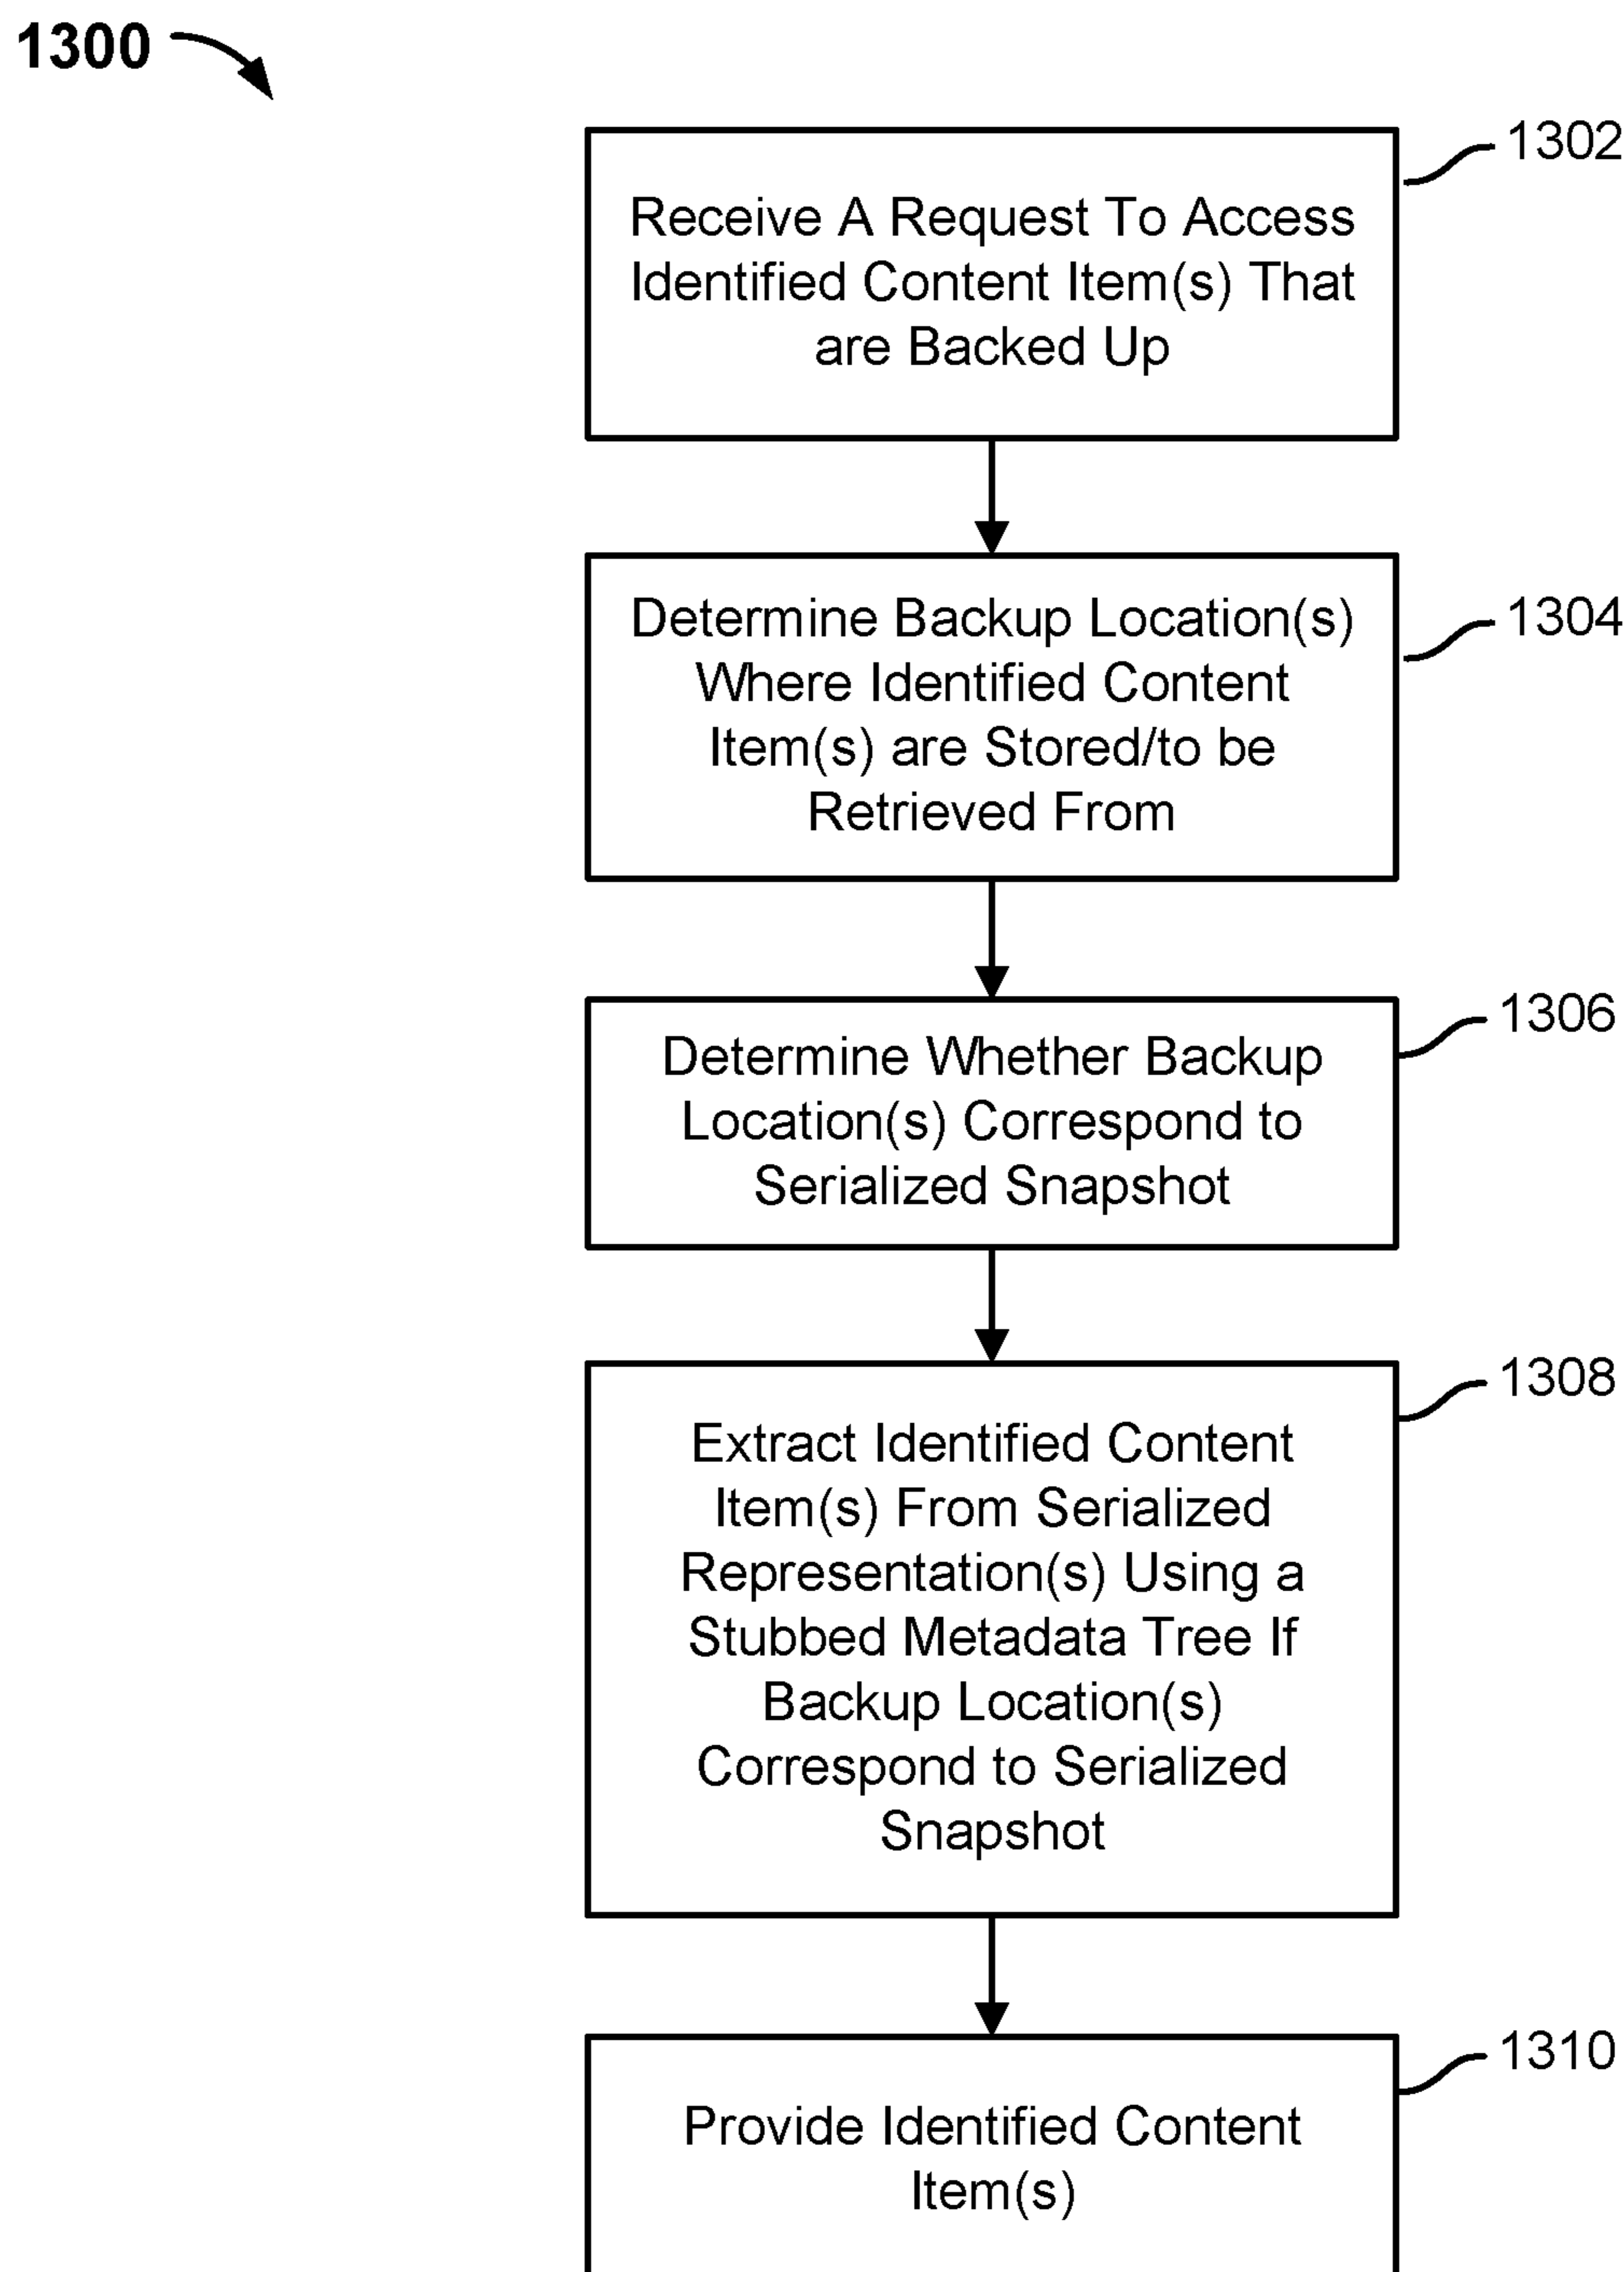 1300
1302
Receive A Request To Access
Identified Content Item(s) That
are Backed Up
1304
Determine Backup Location(s)
Where Identified Content
Item(s) are Stored/to be
Retrieved From
1306
Determine Whether Backup
Location(s) Correspond to
Serialized Snapshot
1308
Extract Identified Content
Item(s) From Serialized
Representation(s) Using a
Stubbed Metadata Tree If
Backup Location(s)
Correspond to Serialized
Snapshot
1310
Provide Identified Content
Item(s)